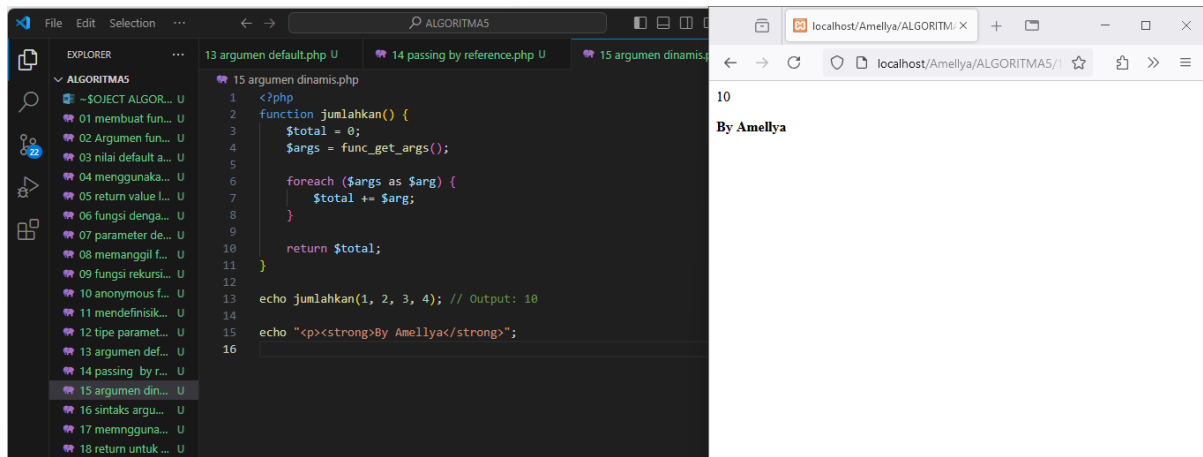 File Edit Selection ···
ALGORITMA5
EXPLORER ···
ALGORITMA5
~$OJECT ALGOR... U
01 membuat fun... U
02 Argumen fun... U
03 nilai default a... U
04 menggunaka... U
05 return value l... U
06 fungsi denga... U
07 parameter de... U
08 memanggil f... U
09 fungsi rekursi... U
10 anonymous f... U
11 mendefinisik... U
12 tipe paramet... U
13 argumen def... U
14 passing by r... U
15 argumen din... U
16 sintaks argu... U
17 memngguna... U
18 return untuk ... U
22
13 argumen default.php U
14 passing by reference.php U
15 argumen dinamis.p
15 argumen dinamis.php
1 <?php
2 function jumlahkan() {
3 $total = 0;
4 $args = func_get_args();
5
6 foreach ($args as $arg) {
7 $total += $arg;
8 }
9
10 return $total;
11 }
12
13 echo jumlahkan(1, 2, 3, 4); // Output: 10
14
15 echo "<p><strong>By Amellya</strong>";
16
localhost/Amellya/ALGORITMA
localhost/Amellya/ALGORITMA5/1
10
By Amellya